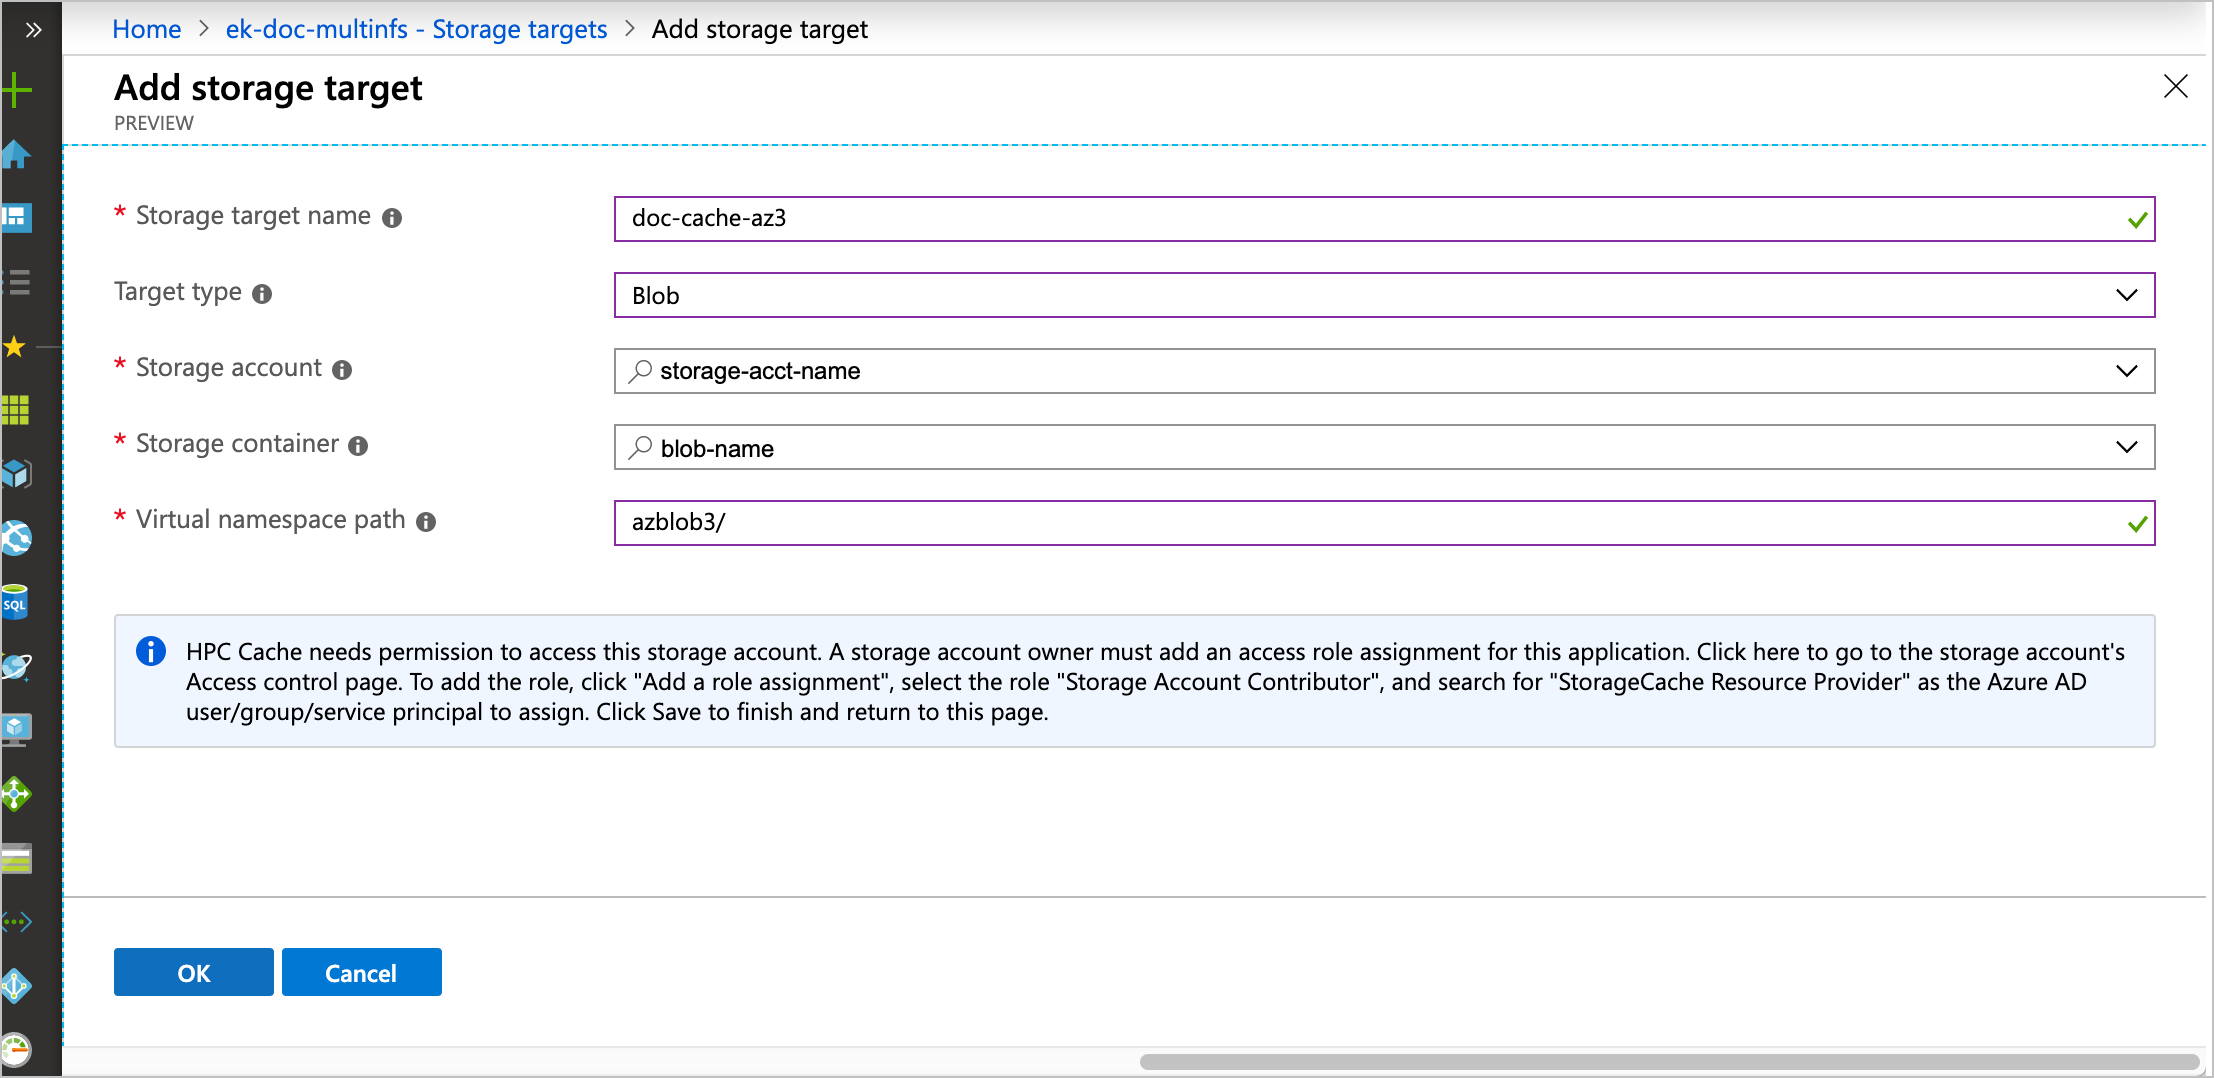 Home > ek-doc-multinfs - Storage targets > Add storage target
Add storage target
PREVIEW
* Storage target name
doc-cache-az3
Target type
Blob
* Storage account
storage-acct-name
* Storage container
blob-name
* Virtual namespace path
azblob3/
HPC Cache needs permission to access this storage account. A storage account owner must add an access role assignment for this application. Click here to go to the storage account's
Access control page. To add the role, click "Add a role assignment", select the role "Storage Account Contributor", and search for "StorageCache Resource Provider" as the Azure AD
user/group/service principal to assign. Click Save to finish and return to this page.
SQL
OK
Cancel